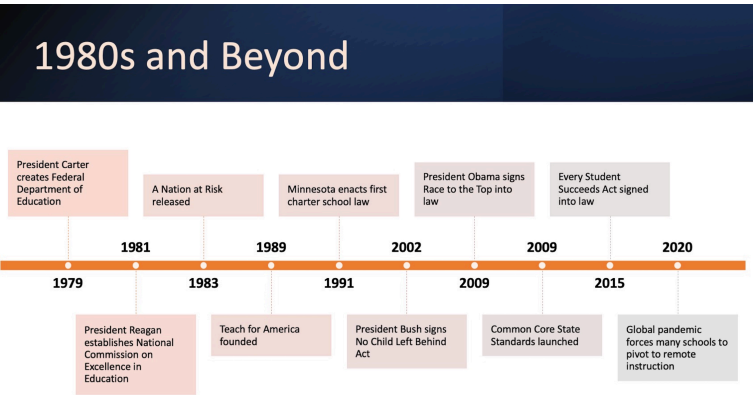 1980s and Beyond
President Carter
creates Federal
Department of
Education
A Nation at Risk
released
Minnesota enacts first
charter school law
President Obama signs
Race to the Top into
law
Every Student
Succeeds Act signed
into law
1981
1989
2002
2009
2020
1979
1983
1991
2009
2015
President Reagan
establishes National
Commission on
Excellence in
Education
Teach for America
founded
President Bush signs
No Child Left Behind
Act
Common Core State
Standards launched
Global pandemic
forces many schools to
pivot to remote
instruction